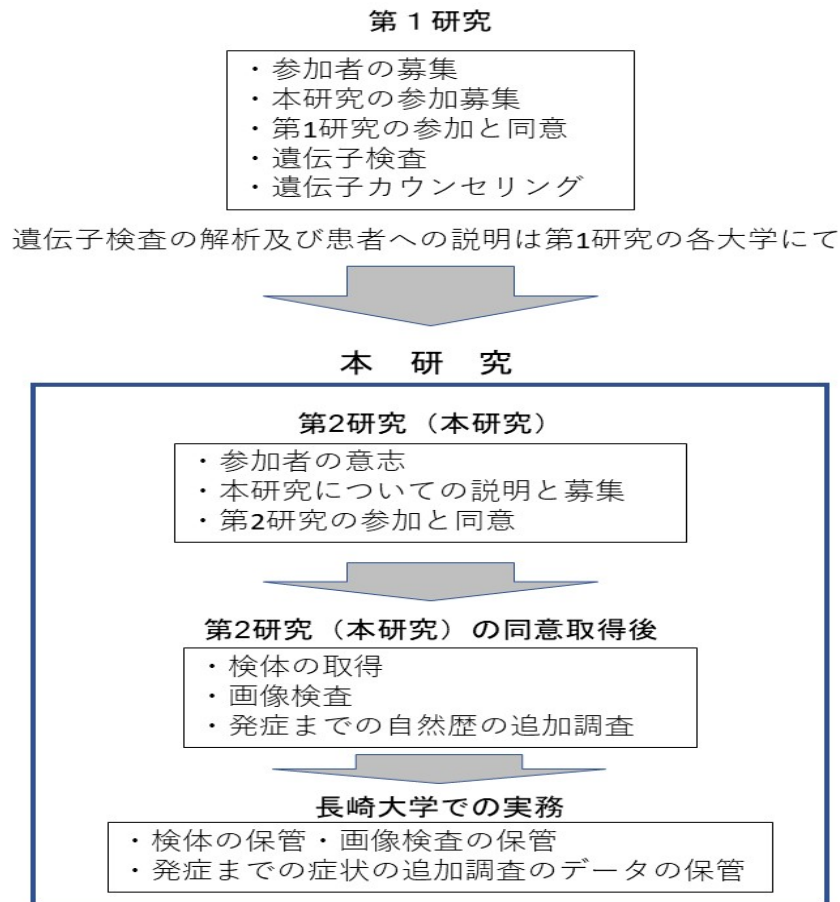 第1研究
・参加者の募集
・本研究の参加募集
・第1研究の参加と同意
・遺伝子検査
・遺伝子カウンセリング
遺伝子検査の解析及び患者への説明は第1研究の各大学にて
本 研 究
第2研究（本研究）
・参加者の意志
・本研究についての説明と募集
・第2研究の参加と同意
第2研究（本研究）の同意取得後
・検体の取得
・画像検査
・発症までの自然歴の追加調査
長崎大学での実務
・検体の保管・画像検査の保管
・発症までの症状の追加調査のデータの保管